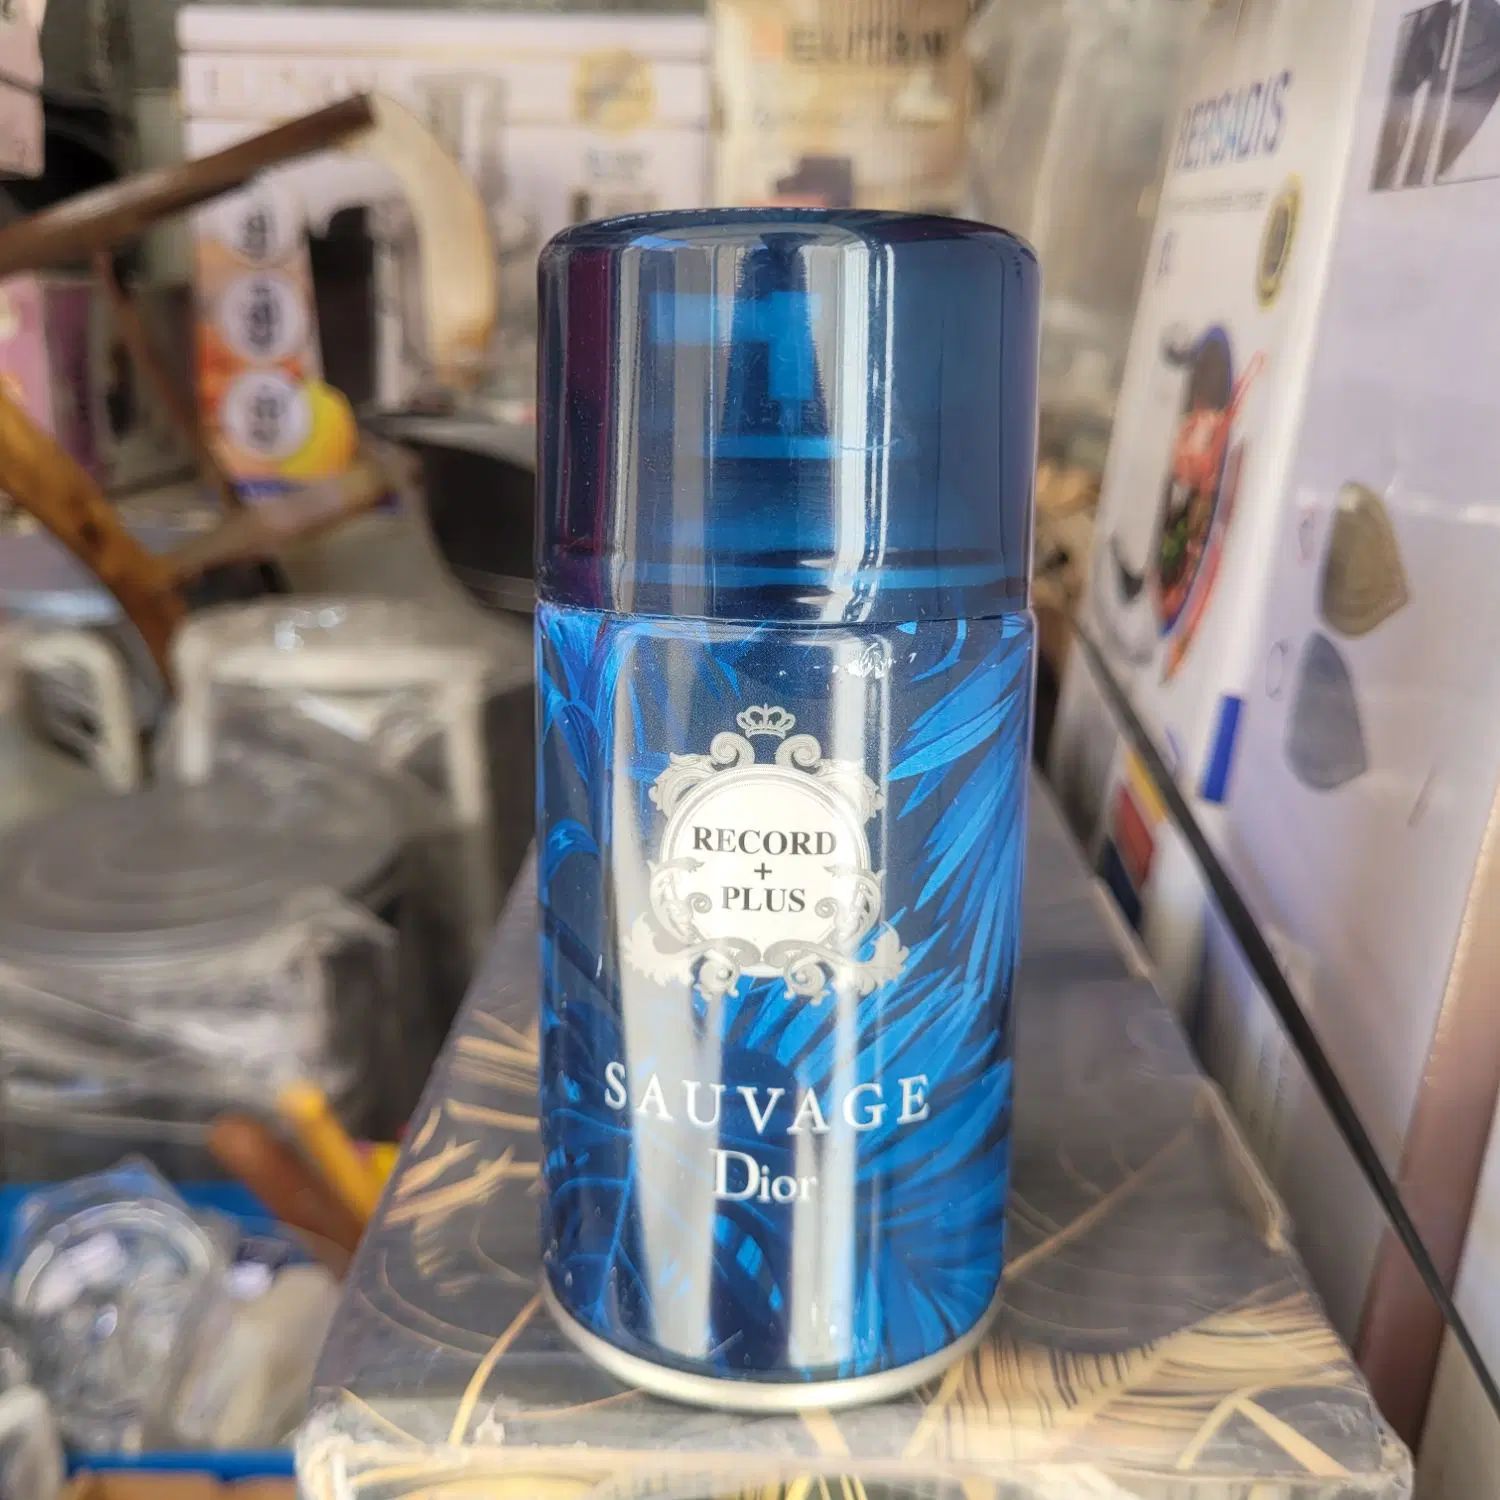 RECORD
+
PLUS
SAUVAGE
Dior